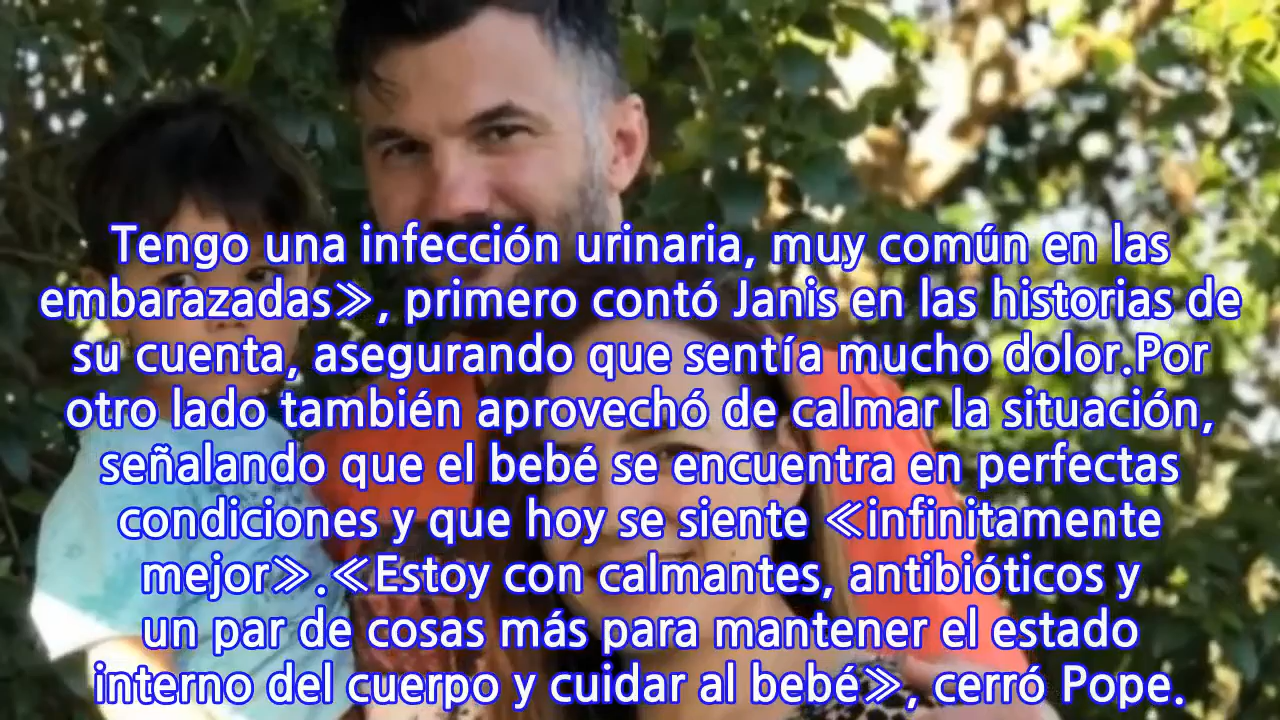 Tengo una infección urinaria, muy común en las
embarazadas≫, primero contó Janis en las historias de
su cuenta, asegurando que sentía mucho dolor.Por
otro lado también aprovechó de calmar la situación,
señalando que el bebé se encuentra en perfectas
condiciones y que hoy se siente ≪infinitamente
mejor≫.≪Estoy con calmantes, antibióticos y
un par de cosas más para mantener el estado
interno del cuerpo y cuidar al bebé≫, cerró Pope.